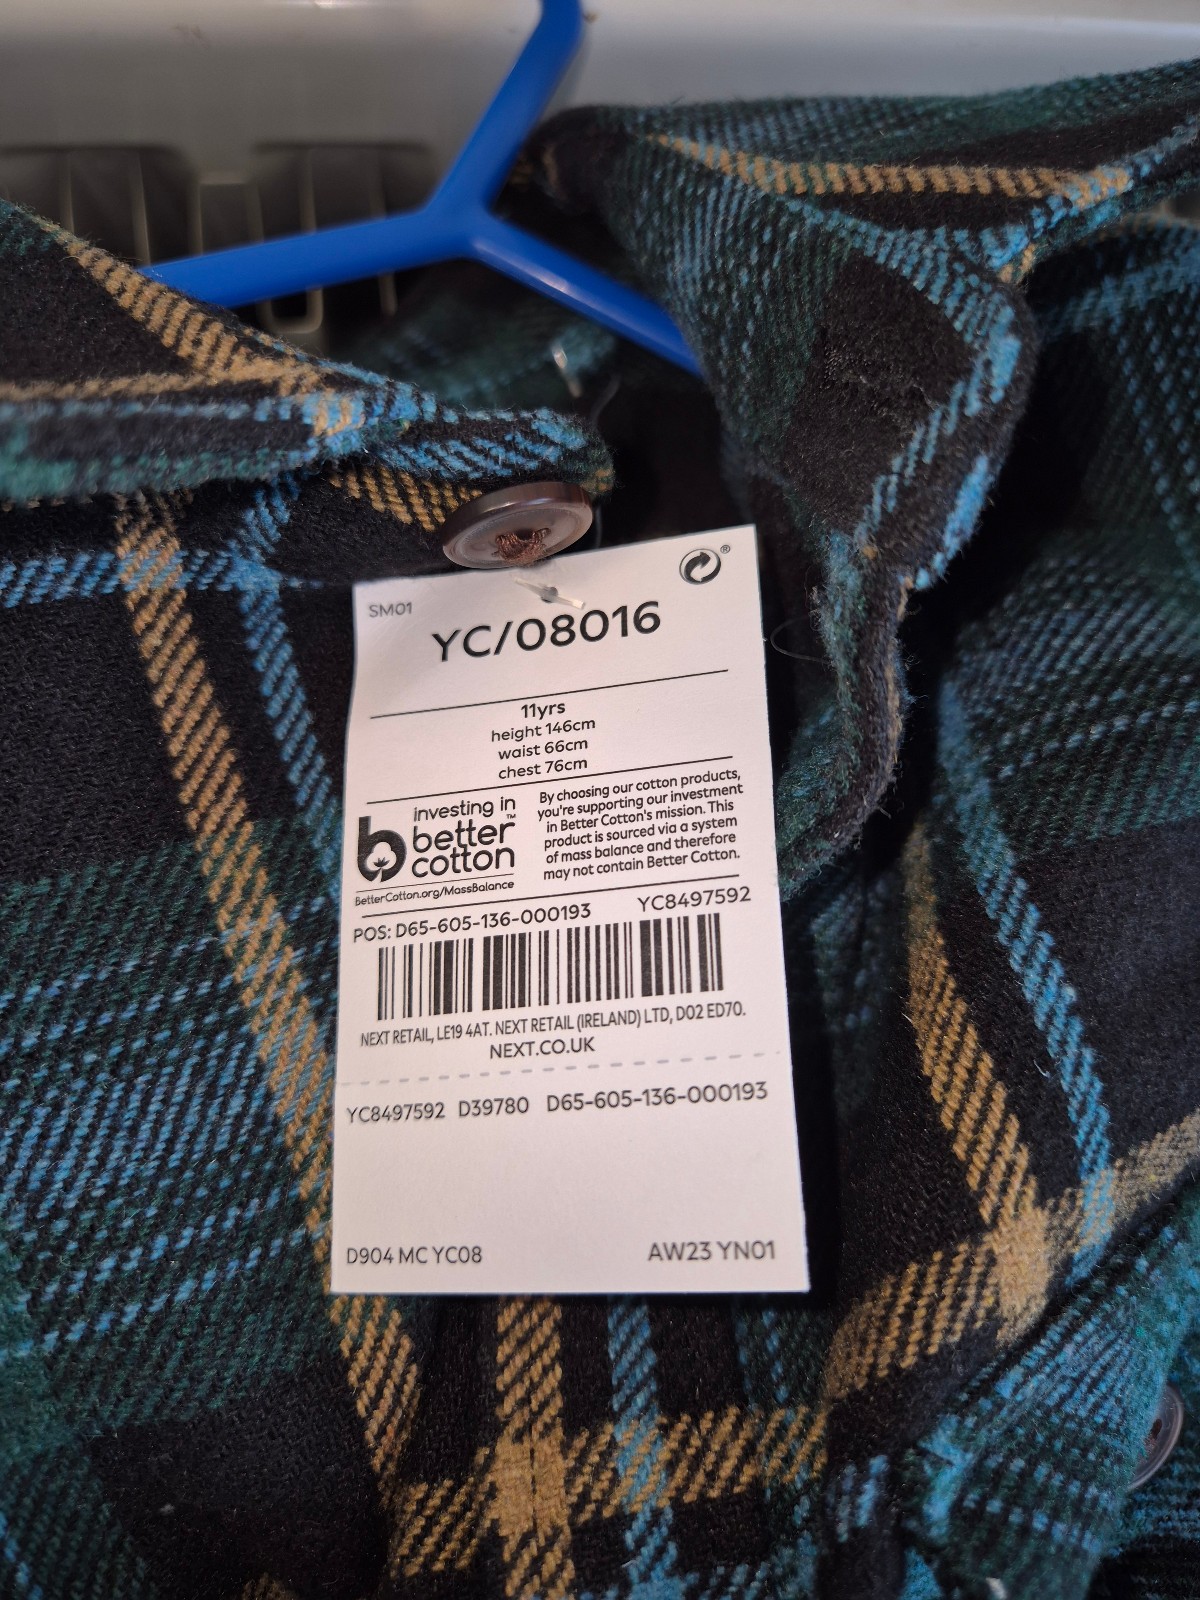 SM01
®
YC/08016
11yrs
height 146cm
waist 66cm
chest 76cm
investing in
better™
cotton
BetterCotton.org/MassBalance
By choosing our cotton products,
you're supporting our investment
in Better Cotton's mission. This
product is sourced via a system
of mass balance and therefore
may not contain Better Cotton.
POS: D65-605-136-000193 YC8497592
NEXT RETAIL, LE19 4AT. NEXT RETAIL (IRELAND) LTD, D02 ED70.
NEXT.CO.UK
YC8497592 D39780 D65-605-136-000193
D904 MC YC08 AW23 YN01